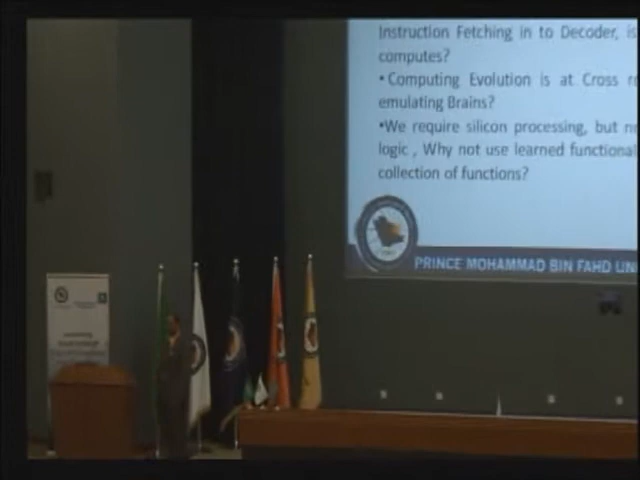 Instruction Fetching in to Decoder, is
computes?
•Computing Evolution is at Cross r
emulating Brains?
•We require silicon processing, but n
logic , Why not use learned functional
collection of functions?
PRINCE MOHAMMAD BIN FAHD UN